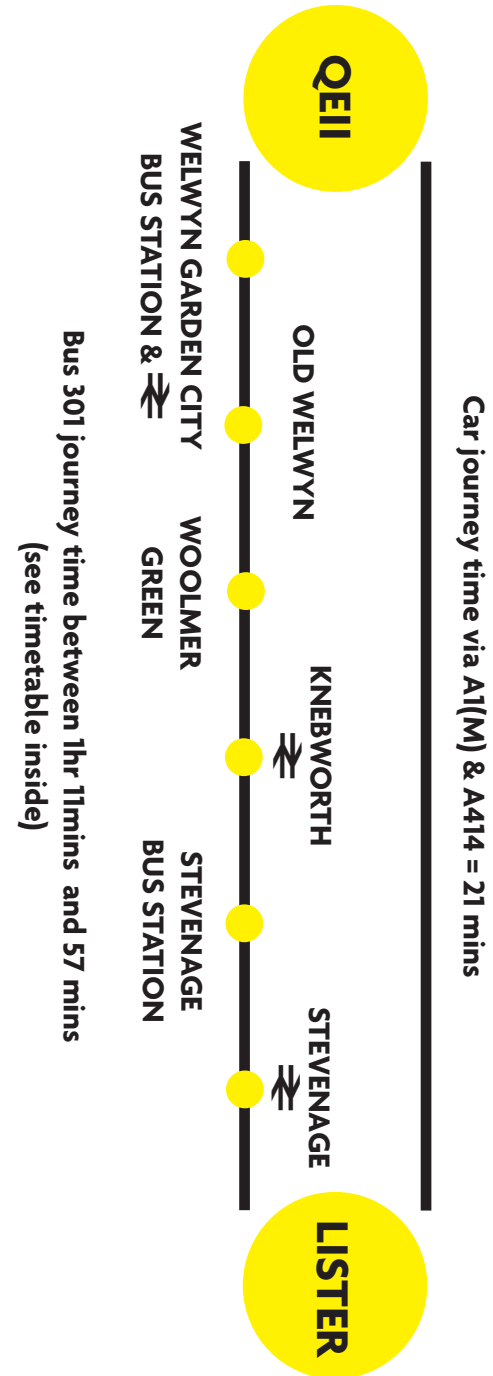 Car journey time via A1(M) & A414 = 21 mins
QEII
WELWYN GARDEN CITY
BUS STATION &
OLD WELWYN
WOOLMER
GREEN
KNEBWORTH
STEVENAGE
BUS STATION
STEVENAGE
LISTER
Bus 301 journey time between 1hr 11mins and 57 mins
(see timetable inside)